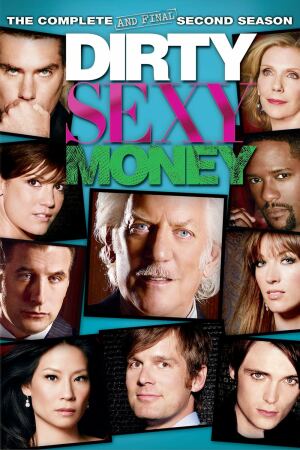 THE COMPLETE AND FINAL SECOND SEASON
DIRTY
SEXY
MONEY